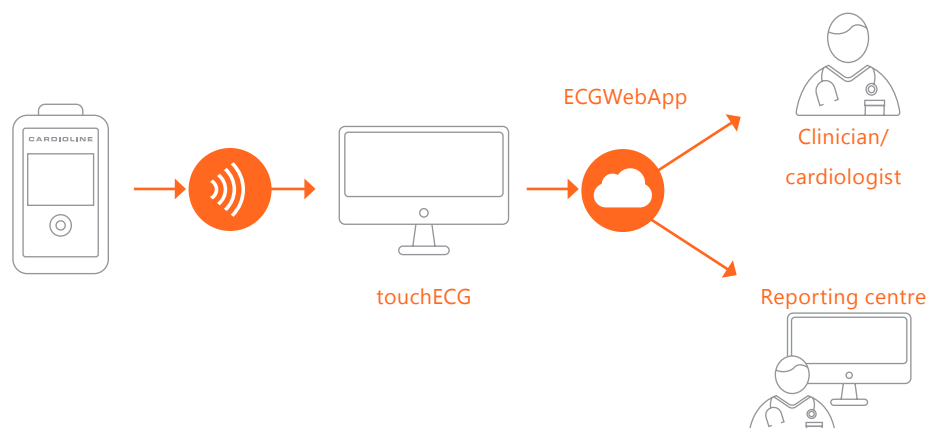 CARDIOLINE
touchECG
ECGWebApp
Clinician/
cardiologist
Reporting centre